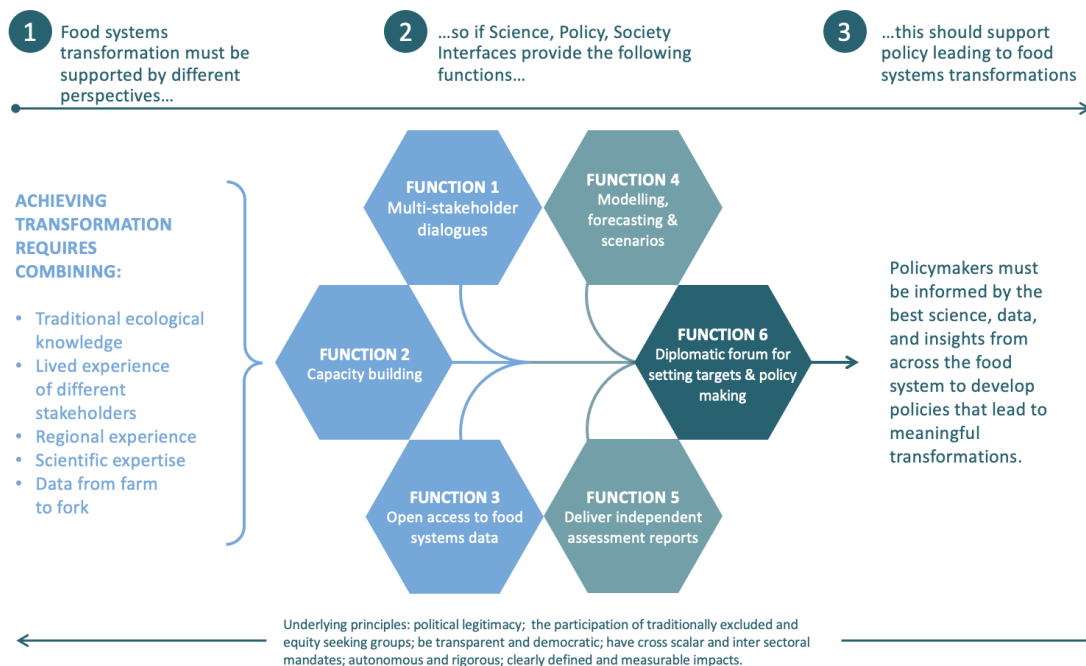 1
Food systems
transformation must be
supported by different
perspectives...
2
...so if Science, Policy, Society
Interfaces provide the following
functions...
3
...this should support
policy leading to food
systems transformations
ACHIEVING
TRANSFORMATION
REQUIRES
COMBINING:
• Traditional ecological
knowledge
• Lived experience
of different
stakeholders
• Regional experience
• Scientific expertise
• Data from farm
to fork
FUNCTION 1
Multi-stakeholder
dialogues
FUNCTION 2
Capacity building
FUNCTION 3
Open access to food
systems data
FUNCTION 4
Modelling,
forecasting &
scenarios
FUNCTION 5
Deliver independent
assessment reports
FUNCTION 6
Diplomatic forum for
setting targets & policy
making
Policymakers must
be informed by the
best science, data,
and insights from
across the food
system to develop
policies that lead to
meaningful
transformations.
Underlying principles: political legitimacy; the participation of traditionally excluded and
equity seeking groups; be transparent and democratic; have cross scalar and inter sectoral
mandates; autonomous and rigorous; clearly defined and measurable impacts.